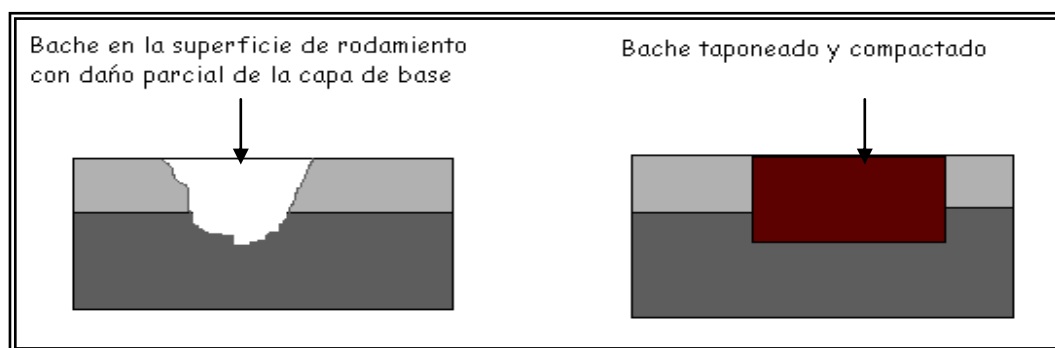 Bache en la superficie de rodamiento
con daño parcial de la capa de base
Bache taponeado y compactado